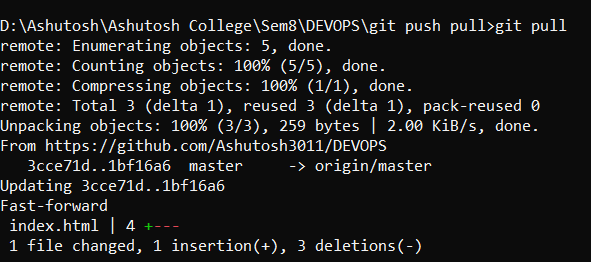 D:\Ashutosh\Ashutosh College\Sem8\DEVOPS\git push pull>git pull
remote: Enumerating objects: 5, done.
remote: Counting objects: 100% (5/5), done.
remote: Compressing objects: 100% (1/1), done.
remote: Total 3 (delta 1), reused 3 (delta 1), pack-reused 0
Unpacking objects: 100% (3/3), 259 bytes | 2.00 KiB/s, done.
From https://github.com/Ashutosh3011/DEVOPS
   3cce71d..1bf16a6  master     -> origin/master
Updating 3cce71d..1bf16a6
Fast-forward
 index.html | 4 +---
 1 file changed, 1 insertion(+), 3 deletions(-)